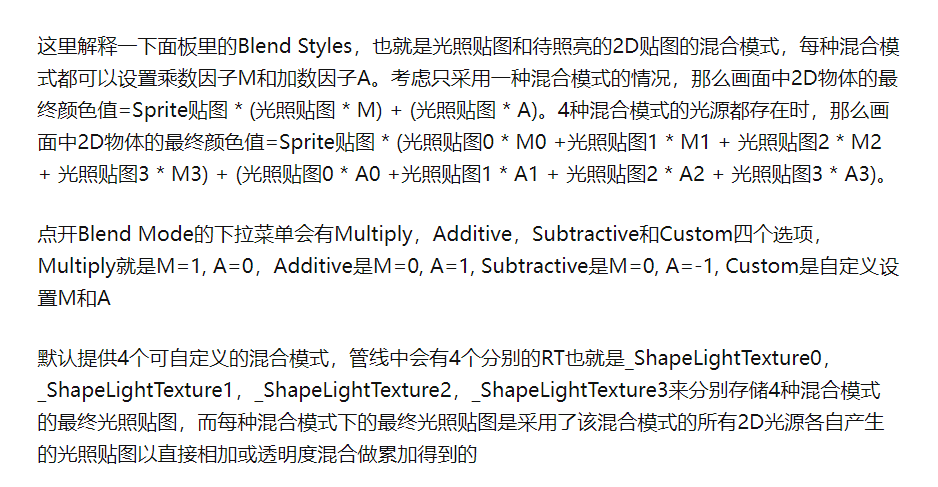 这里解释一下面板里的Blend Styles，也就是光照贴图和待照亮的2D贴图的混合模式，每种混合模
式都可以设置乘数因子M和加数因子A。考虑只采用一种混合模式的情况，那么画面中2D物体的最
终颜色值=Sprite贴图 * (光照贴图 * M) + (光照贴图 * A)。4种混合模式的光源都存在时，那么画
面中2D物体的最终颜色值=Sprite贴图 * (光照贴图0 * M0 +光照贴图1 * M1 + 光照贴图2 * M2
+ 光照贴图3 * M3) + (光照贴图0 * A0 +光照贴图1 * A1 + 光照贴图2 * A2 + 光照贴图3 * A3)。
点开Blend Mode的下拉菜单会有Multiply，Additive，Subtractive和Custom四个选项，
Multiply就是M=1, A=0，Additive是M=0, A=1, Subtractive是M=0, A=-1, Custom是自定义设
置M和A
默认提供4个可自定义的混合模式，管线中会有4个分别的RT也就是_ShapeLightTexture0，
_ShapeLightTexture1，_ShapeLightTexture2，_ShapeLightTexture3来分别存储4种混合模式
的最终光照贴图，而每种混合模式下的最终光照贴图是采用了该混合模式的所有2D光源各自产生
的光照贴图以直接相加或透明度混合做累加得到的